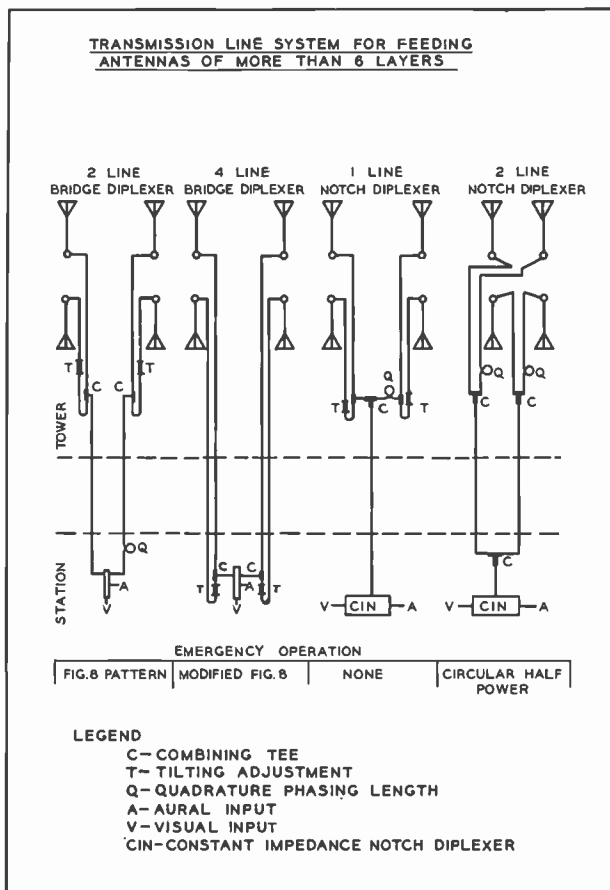 TRANSMISSION LINE SYSTEM FOR FEEDING
ANTENNAS OF MORE THAN 6 LAYERS
2 LINE
BRIDGE DIPLEXER
4 LINE
BRIDGE DIPLEXER
1 LINE
NOTCH DIPLEXER
2 LINE
NOTCH DIPLEXER
T T
C C
Q
T C T
Q Q
C C
TOWER
Q
A
V
C C
T A T
V
V CIN A
C
V CIN A
STATION
EMERGENCY OPERATION
FIG.8 PATTERN
MODIFIED FIG.8
NONE
CIRCULAR HALF
POWER
LEGEND
C-COMBINING TEE
T-TILTING ADJUSTMENT
Q-QUADRATURE PHASING LENGTH
A-AURAL INPUT
V-VISUAL INPUT
CIN-CONSTANT IMPEDANCE NOTCH DIPLEXER